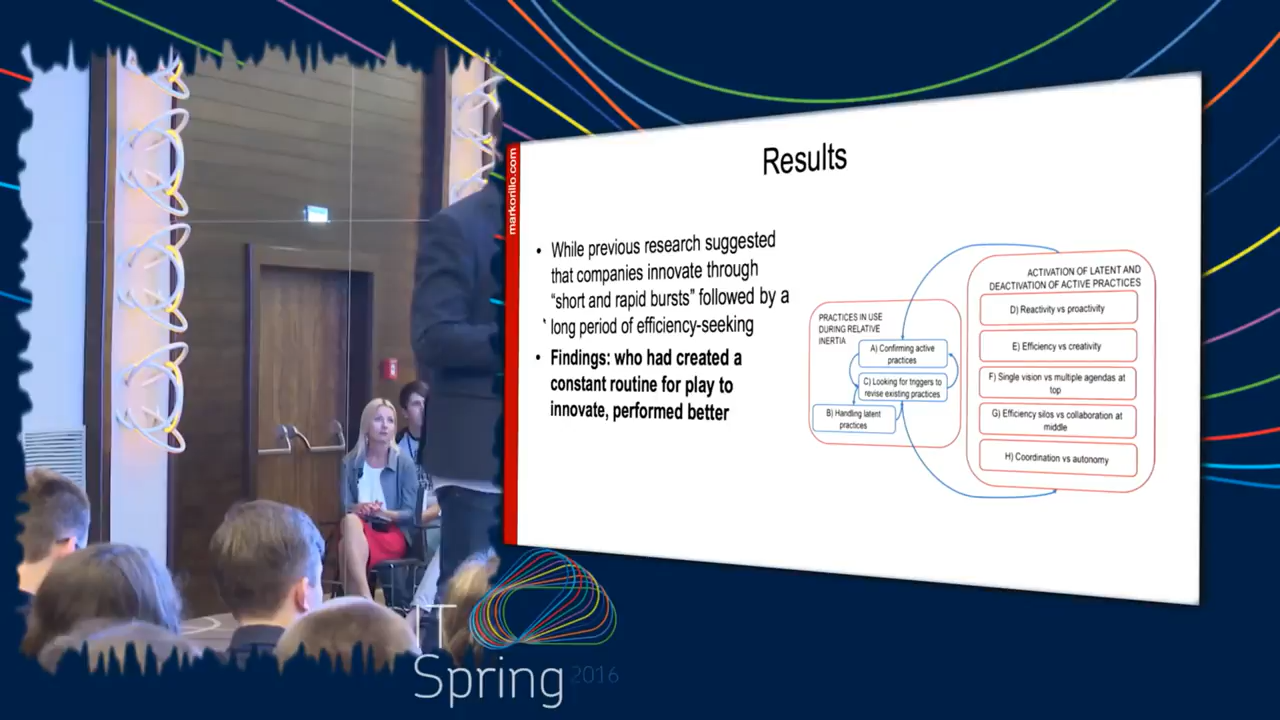 Results
markorillo.com
• While previous research suggested
that companies innovate through
“short and rapid bursts” followed by a
long period of efficiency-seeking
• Findings: who had created a
constant routine for play to
innovate, performed better
PRACTICES IN USE
DURING RELATIVE
INERTIA
A) Confirming active
practices
C) Looking for triggers to
revise existing practices
B) Handling latent
practices
ACTIVATION OF LATENT AND
DEACTIVATION OF ACTIVE PRACTICES
D) Reactivity vs proactivity
E) Efficiency vs creativity
F) Single vision vs multiple agendas at
top
G) Efficiency silos vs collaboration at
middle
H) Coordination vs autonomy
IT
Spring 2016